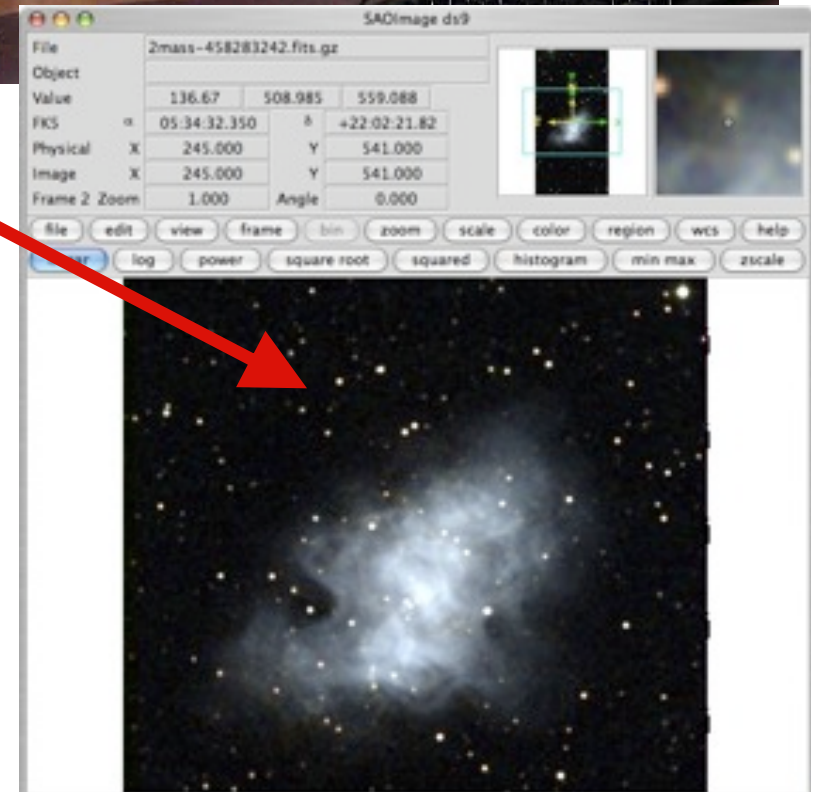 SAOImage ds9
File 2mass-458283242.fits.gz
Object
Value 136.67 508.985 559.088
FK5 α 05:34:32.350 δ +22:02:21.82
Physical X 245.000 Y 541.000
Image X 245.000 Y 541.000
Frame 2 Zoom 1.000 Angle 0.000
file edit view frame bin zoom scale color region wcs help
log power square root squared histogram min max zscale